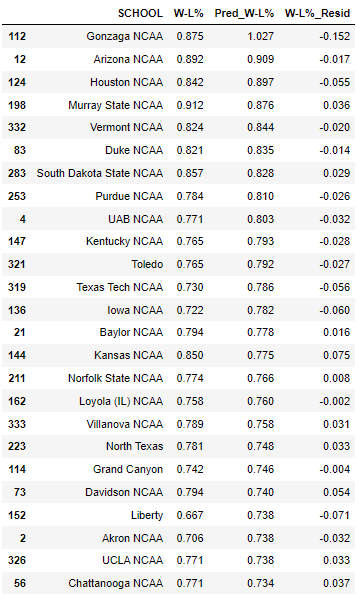 SCHOOL W-L% Pred_W-L% W-L%_Resid
112 Gonzaga NCAA 0.875 1.027 -0.152
12 Arizona NCAA 0.892 0.909 -0.017
124 Houston NCAA 0.842 0.897 -0.055
198 Murray State NCAA 0.912 0.876 0.036
332 Vermont NCAA 0.824 0.844 -0.020
83 Duke NCAA 0.821 0.835 -0.014
283 South Dakota State NCAA 0.857 0.828 0.029
253 Purdue NCAA 0.784 0.810 -0.026
4 UAB NCAA 0.771 0.803 -0.032
147 Kentucky NCAA 0.765 0.793 -0.028
321 Toledo 0.765 0.792 -0.027
319 Texas Tech NCAA 0.730 0.786 -0.056
136 Iowa NCAA 0.722 0.782 -0.060
21 Baylor NCAA 0.794 0.778 0.016
144 Kansas NCAA 0.850 0.775 0.075
211 Norfolk State NCAA 0.774 0.766 0.008
162 Loyola (IL) NCAA 0.758 0.760 -0.002
333 Villanova NCAA 0.789 0.758 0.031
223 North Texas 0.781 0.748 0.033
114 Grand Canyon 0.742 0.746 -0.004
73 Davidson NCAA 0.794 0.740 0.054
152 Liberty 0.667 0.738 -0.071
2 Akron NCAA 0.706 0.738 -0.032
326 UCLA NCAA 0.771 0.738 0.033
56 Chattanooga NCAA 0.771 0.734 0.037